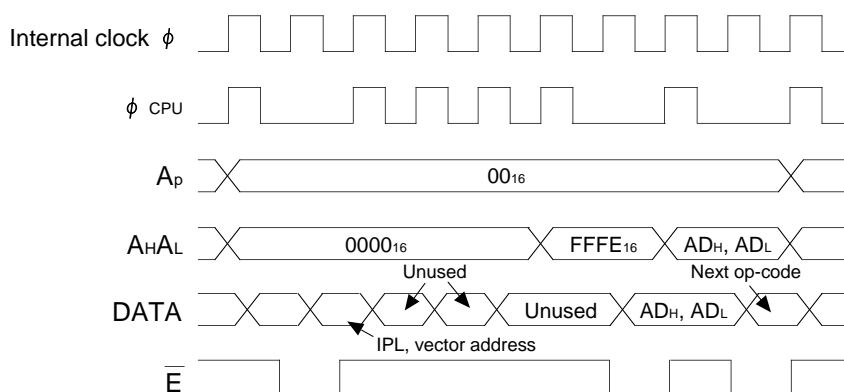 Internal clock ϕ
ϕ CPU
AP
00₁₆
AHAL
0000₁₆
FFFE₁₆
ADH, ADL
Unused
Next op-code
DATA
Unused
ADH, ADL
IPL, vector address
E̅